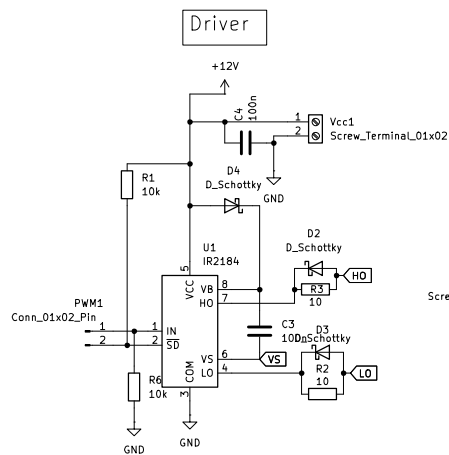 Driver
+12V
C4
100n
1
Vcc1
2
Screw_Terminal_01x02
GND
D4
D_Schottky
R1
10k
U1
IR2184
D2
D_Schottky
5
VCC
VB
8
HO
7
R3
10
HO
Scre
PWM1
Conn_01x02_Pin
1
1
IN
2
2
SD
C3
D3
D_Schottky
VS
6
VS
LO
4
R2
10
LO
COM
3
R6
10k
GND
GND